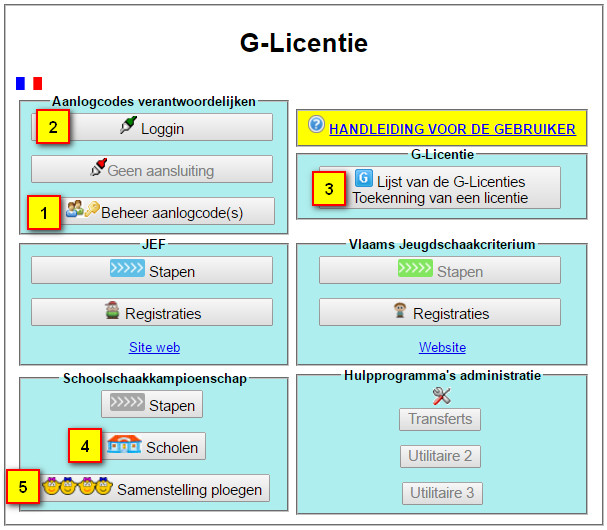 G-Licentie
Aanlogcodes verantwoordelijken
2
Loggin
Geen aansluiting
1
Beheer aanlogcode(s)
HANDLEIDING VOOR DE GEBRUIKER
G-Licentie
3
G
Lijst van de G-Licenties
Toekenning van een licentie
JEF
Stapen
Registraties
Site web
Vlaams Jeugdschaakcriterium
Stapen
Registraties
Website
Schoolschaakkampioenschap
Stapen
4
Scholen
5
Samenstelling ploegen
Hulpprogramma's administratie
Transferts
Utilitaire 2
Utilitaire 3